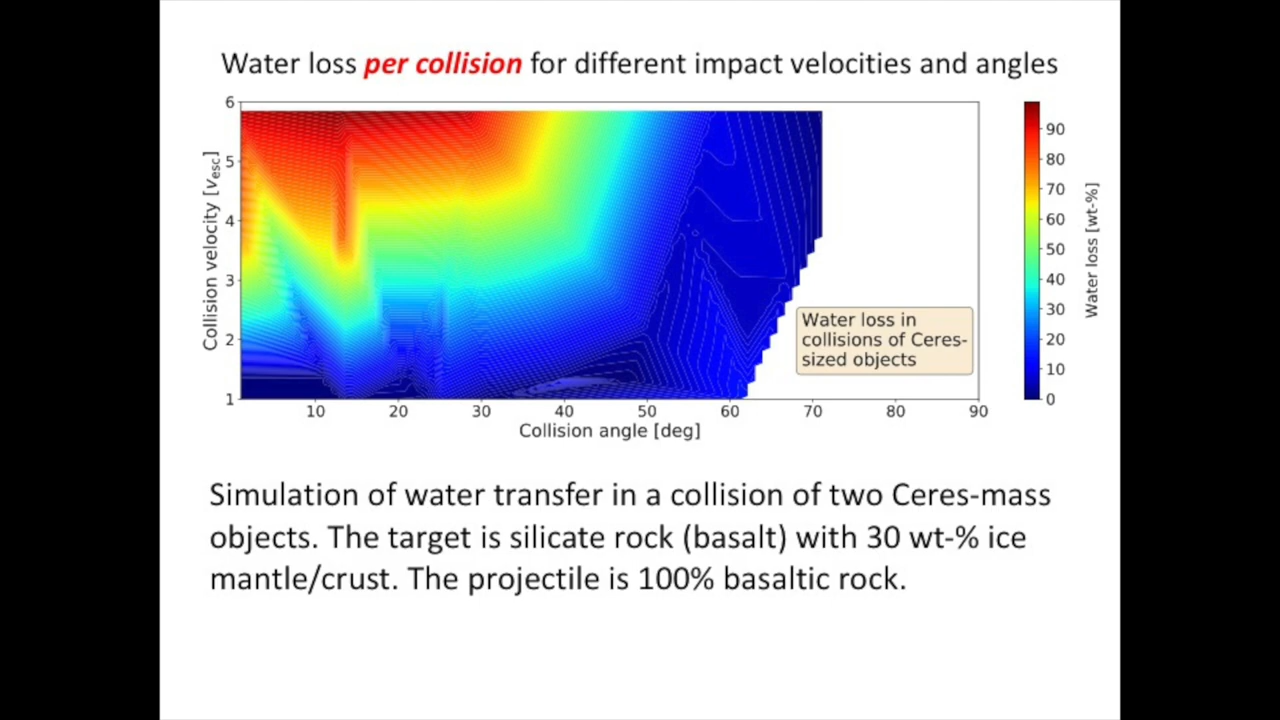 Water loss per collision for different impact velocities and angles
6
5
4
3
2
1
Collision velocity [vesc]
10 20 30 40 50 60 70 80 90
Collision angle [deg]
Water loss in
collisions of Ceres-
sized objects
90
80
70
60
50
40
30
20
10
0
Water loss [wt-%]
Simulation of water transfer in a collision of two Ceres-mass
objects. The target is silicate rock (basalt) with 30 wt-% ice
mantle/crust. The projectile is 100% basaltic rock.